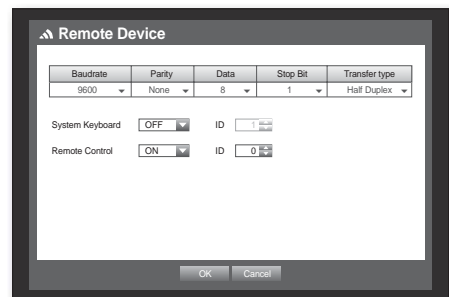 Remote Device
Baudrate Parity Data Stop Bit Transfer type
9600 None 8 1 Half Duplex
System Keyboard OFF ID 1
Remote Control ON ID 0
OK Cancel